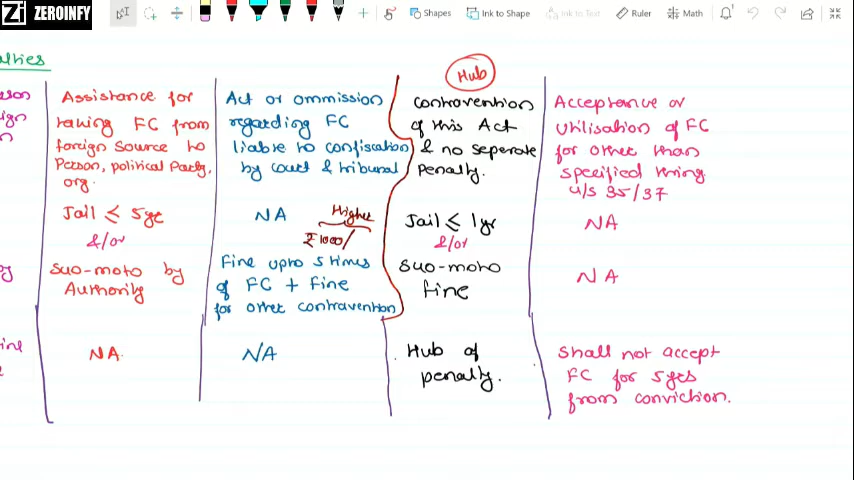 Zi ZEROINFY
Shapes
Ink to Shape
Ink to Text
Ruler
Math
alties
Hub
Assistance for
taking FC from
foreign Source to
Person, political Party,
org.
Jail ≤ 5yr
&/or
Suo-moto by
Authority
NA
Act or ommission
regarding FC
liable to confiscation
by court & tribunal
NA
Higher
₹1000/
Fine upto 5 times
of FC + Fine
for other contravention
NA
contravention
of this Act
& no seperate
penalty.
Jail ≤ 1yr
&/or
Suo-moto
fine
Hub of
penalty.
Acceptance or
utilisation of FC
for other than
specified thing
u/s 35/37
NA
NA
Shall not accept
FC for 5yrs
from conviction.